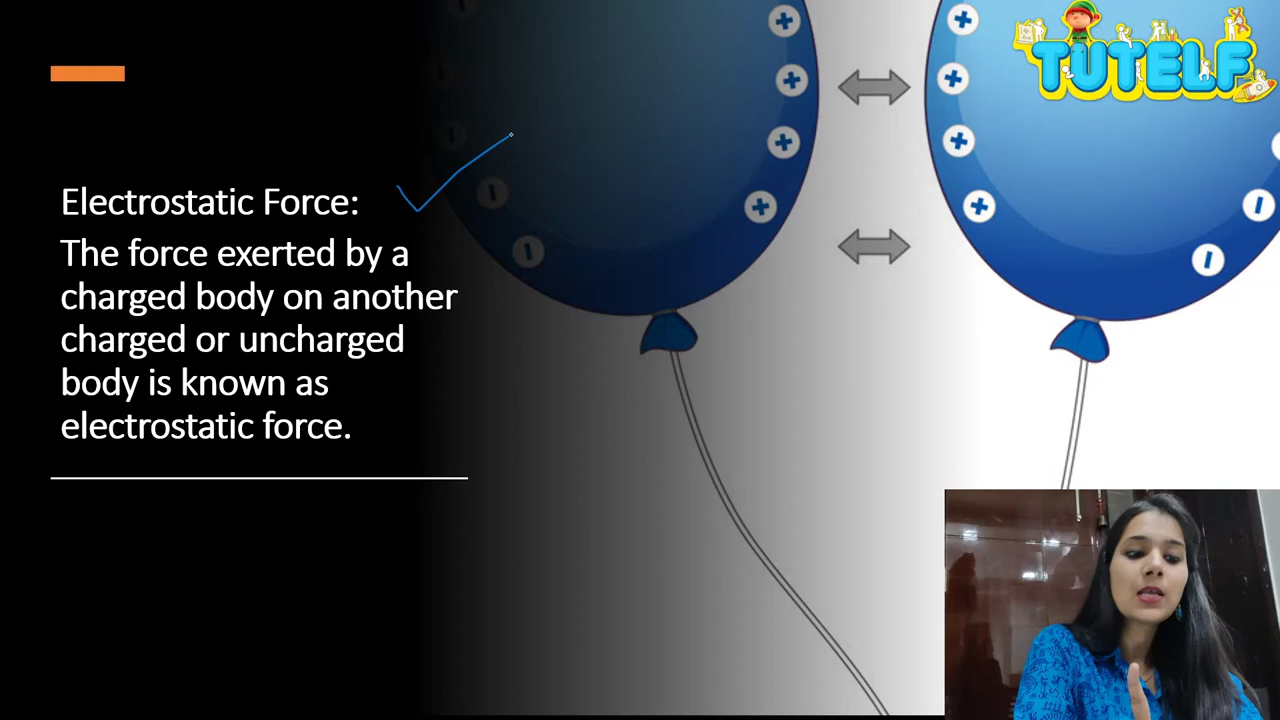 TUTELF
Electrostatic Force:
The force exerted by a
charged body on another
charged or uncharged
body is known as
electrostatic force.